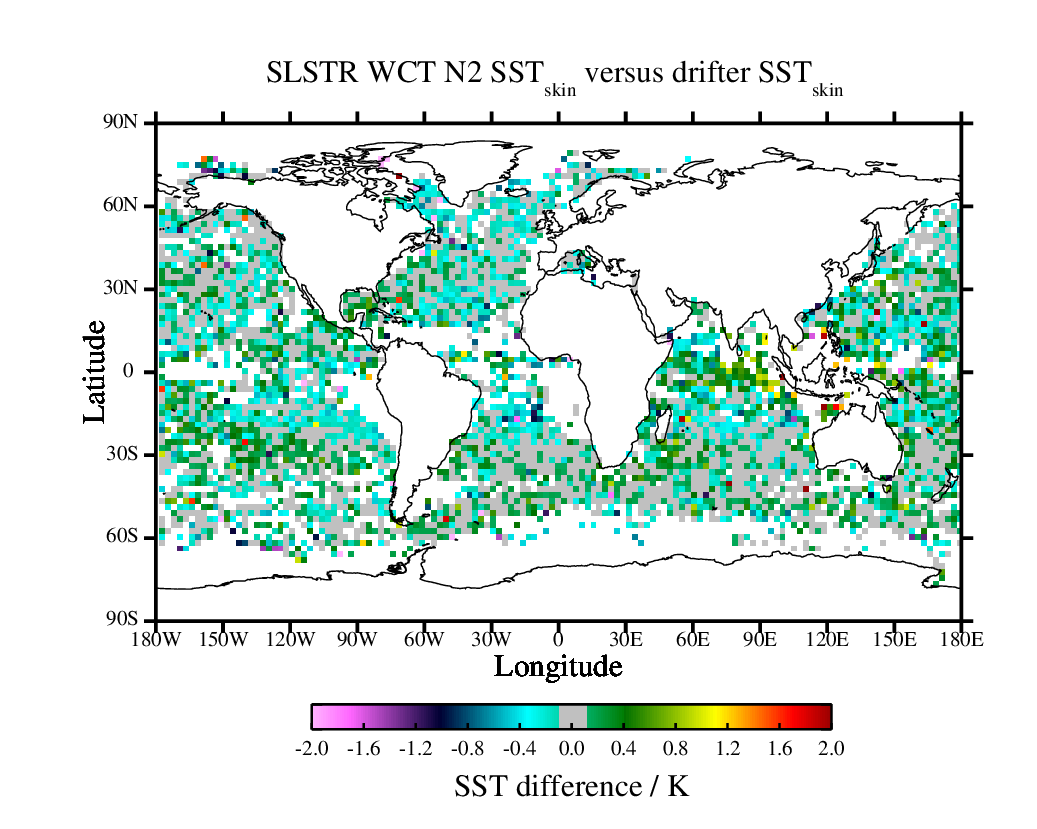 SLSTR WCT N2 SST skin versus drifter SST skin
90N
60N
30N
0
30S
60S
90S
Latitude
180W 150W 120W 90W 60W 30W 0 30E 60E 90E 120E 150E 180E
Longitude
-2.0 -1.6 -1.2 -0.8 -0.4 0.0 0.4 0.8 1.2 1.6 2.0
SST difference / K